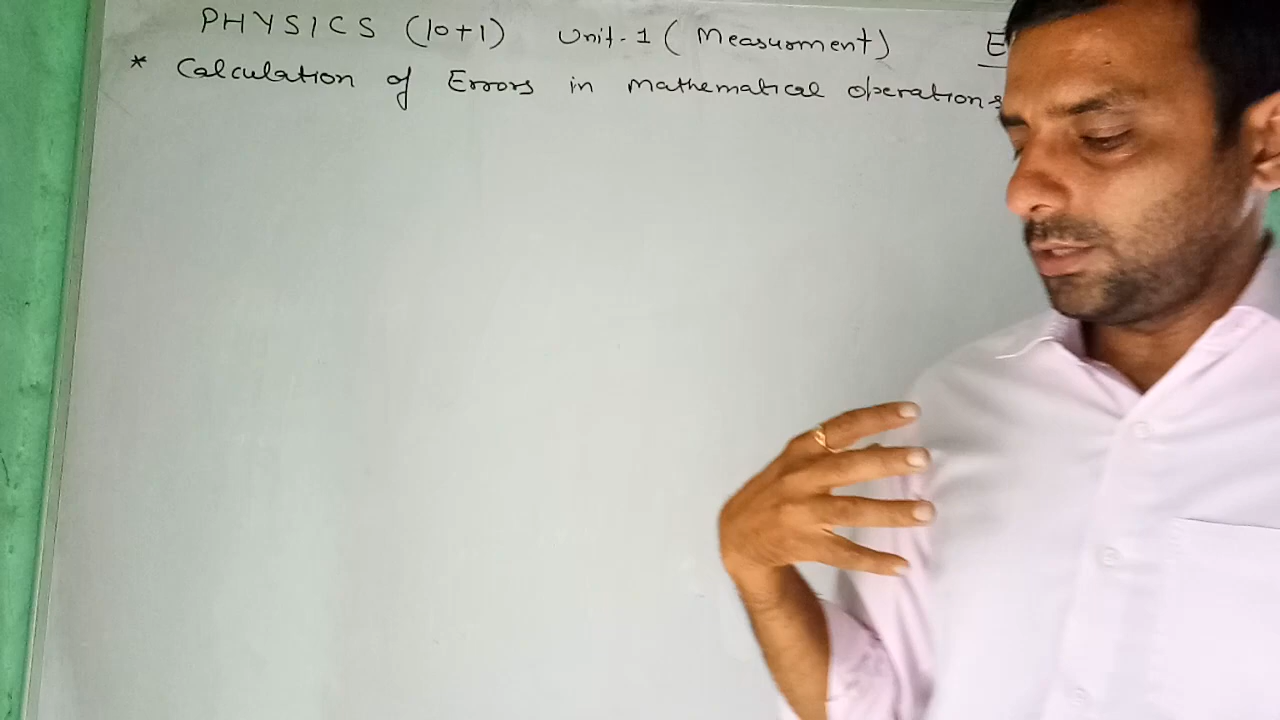 PHYSICS (10+1) Unit-1 (Measurment) E
* Calculation of Errors in Mathematical operations